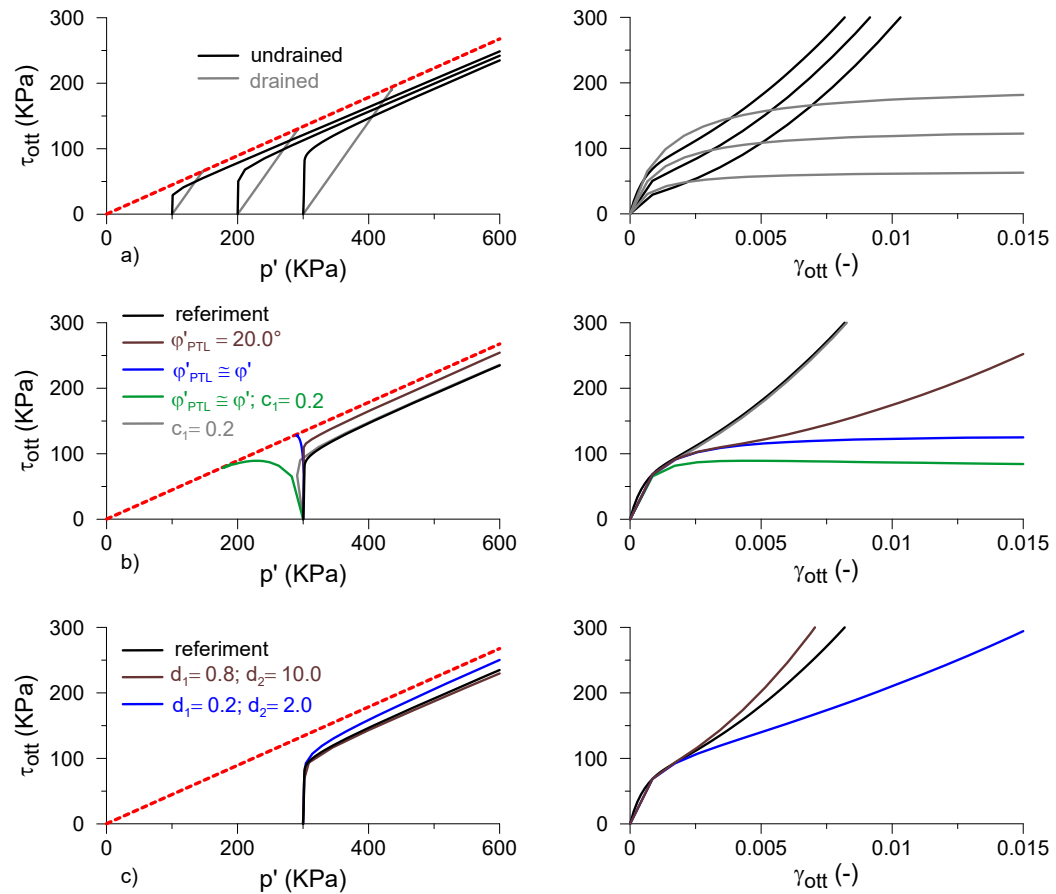 300
200
100
0
τott (KPa)
undrained
drained
0
200
400
600
a)
p' (KPa)
300
200
100
0
0
0.005
0.01
0.015
γott (-)
300
200
100
0
τott (KPa)
referiment
φ'PTL = 20.0°
φ'PTL ≅ φ'
φ'PTL ≅ φ'; c1= 0.2
c1= 0.2
0
200
400
600
b)
p' (KPa)
300
200
100
0
0
0.005
0.01
0.015
γott (-)
300
200
100
0
τott (KPa)
referiment
d1= 0.8; d2= 10.0
d1= 0.2; d2= 2.0
0
200
400
600
c)
p' (KPa)
300
200
100
0
0
0.005
0.01
0.015
γott (-)